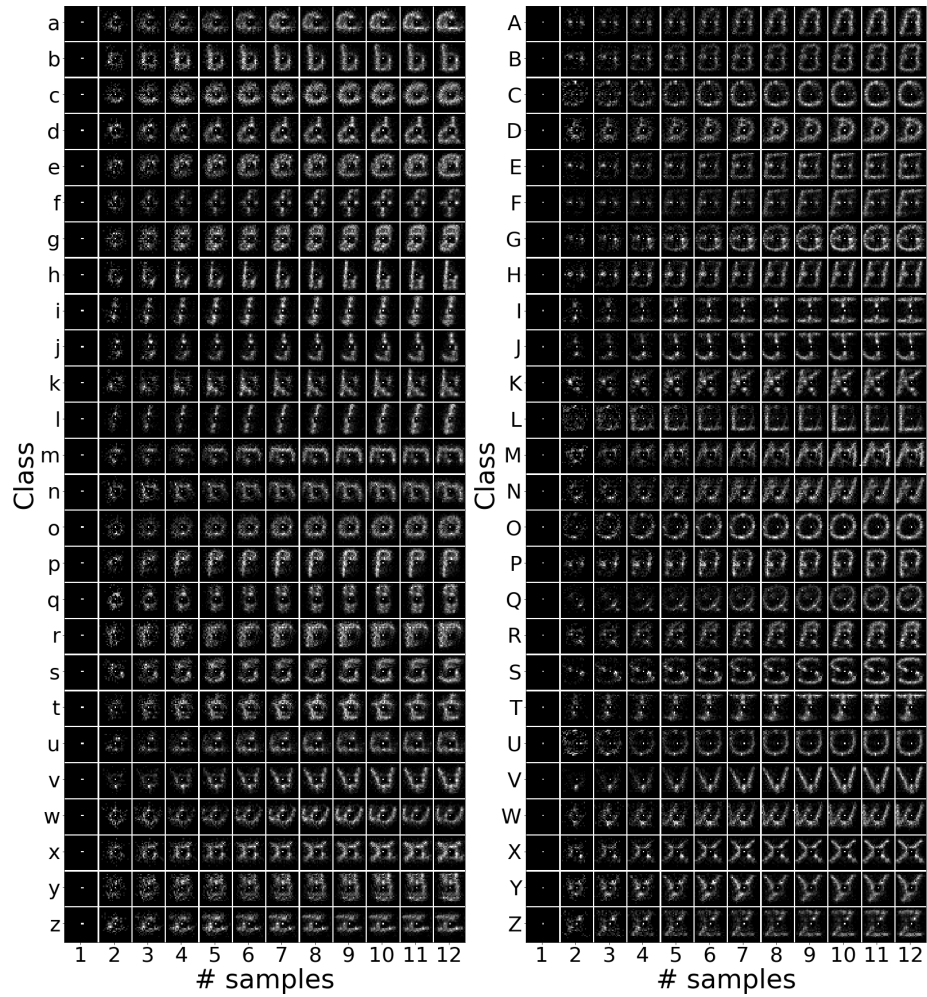 a A
b B
c C
d D
e E
f F
g G
h H
i I
j J
k K
l L
m M
n N
o O
p P
q Q
r R
s S
t T
u U
v V
w W
x X
y Y
z Z
Class Class
1 2 3 4 5 6 7 8 9 10 11 12 1 2 3 4 5 6 7 8 9 10 11 12
# samples # samples